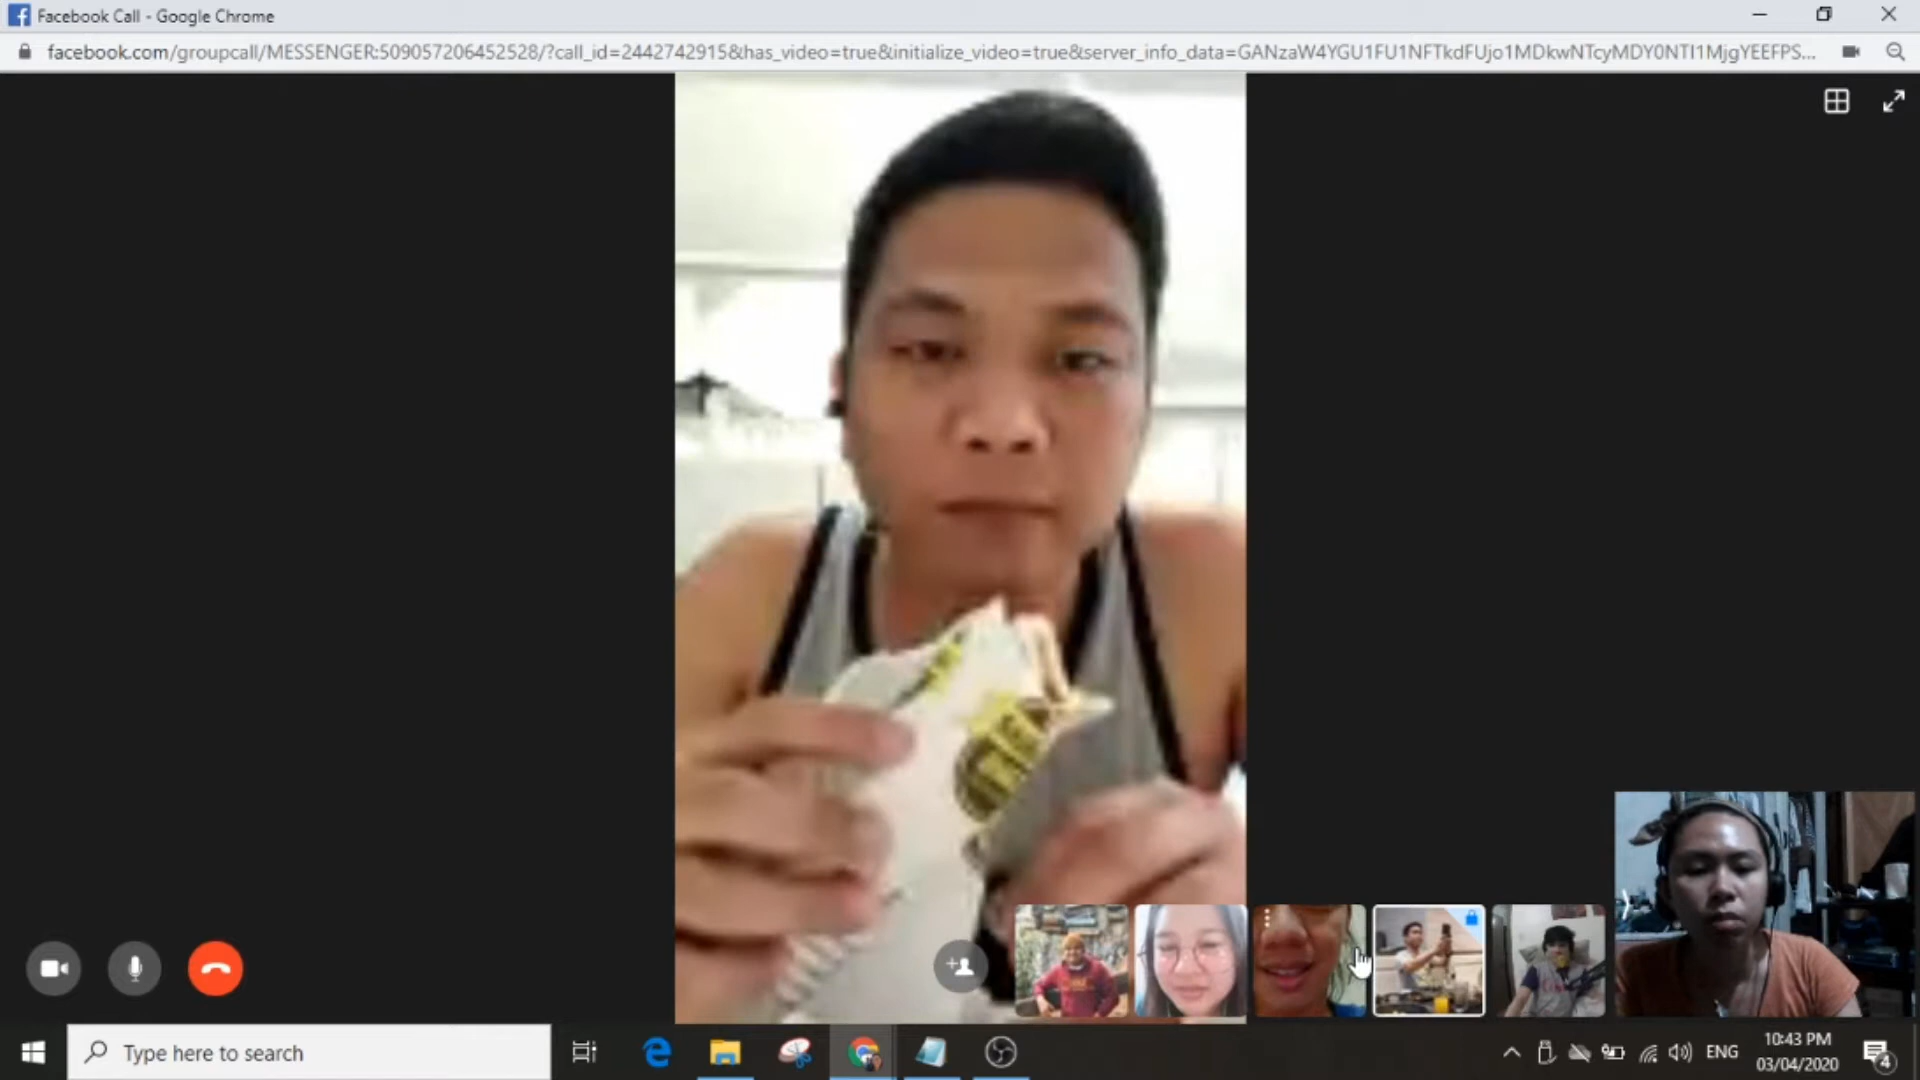 Facebook Call - Google Chrome
facebook.com/groupcall/MESSENGER:509057206452528/?call_id=2442742915&has_video=true&initialize_video=true&server_info_data=GANzaW4YGU1FU1NFTkdFUjo1MDkwNTcyMDY0NTI1MjgYEEFPS...
Type here to search
ENG
10:43 PM
03/04/2020
4